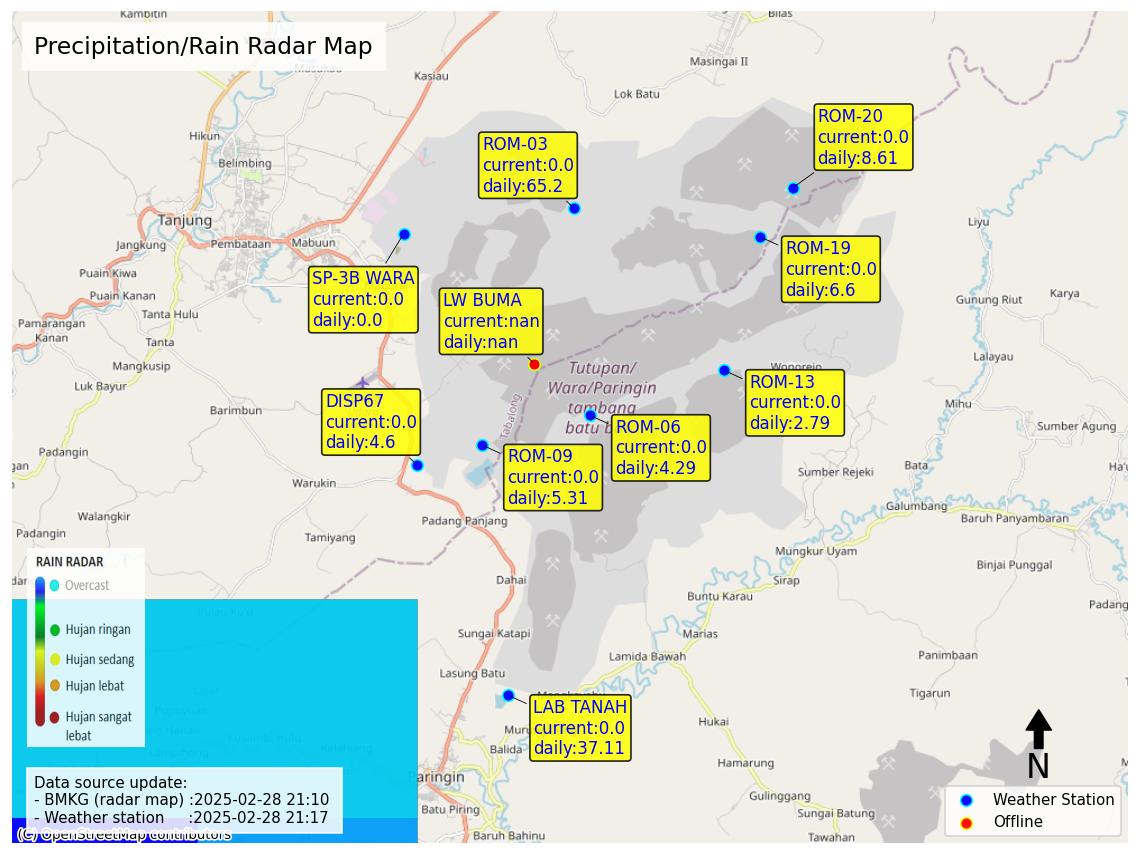 Precipitation/Rain Radar Map
Kambitin
Bilas
Masukau
Kasiau
Masingai II
Lok Batu
Hikun
Belimbing
ROM-03
current:0.0
daily:65.2
ROM-20
current:0.0
daily:8.61
Tanjung
Jangkung
Pembataan
Mabuun
Liyu
ROM-19
current:0.0
daily:6.6
SP-3B WARA
current:0.0
daily:0.0
LW BUMA
current:nan
daily:nan
Puain Kiwa
Puain Kanan
Tanta Hulu
Gunung Riut
Karya
Pamarangan
Kanan
Tanta
Mangkusip
Luk Bayur
Lalayau
Wonorejo
Tutupan/
Wara/Paringin
tambang
batu b
Tabalong
ROM-13
current:0.0
daily:2.79
DISP67
current:0.0
daily:4.6
Barimbun
Mihu
ROM-06
current:0.0
daily:4.29
Sumber Agung
ROM-09
current:0.0
daily:5.31
gan
Warukin
Sumber Rejeki
Bata
Ha'u
Galumbang
Baruh Panyambaran
Walangkir
Padangin
Padang Panjang
Tamiyang
Mungkur Uyam
Binjai Punggal
Dahai
Sirap
Buntu Karau
Padang
RAIN RADAR
Overcast
Hujan ringan
Hujan sedang
Hujan lebat
Hujan sangat
lebat
Pulau Ku'u
Sungai Katapi
Marias
Lamida Bawah
Panimbaan
Lasung Batu
Tigarun
LAB TANAH
current:0.0
daily:37.11
Muru
Balida
Hukai
Hamarung
Paringin
Batu Piring
Gulinggang
Sungai Batung
Baruh Bahinu
Tawahan
N
Data source update:
- BMKG (radar map) :2025-02-28 21:10
- Weather station :2025-02-28 21:17
(C) OpenStreetMap contributors
Weather Station
Offline